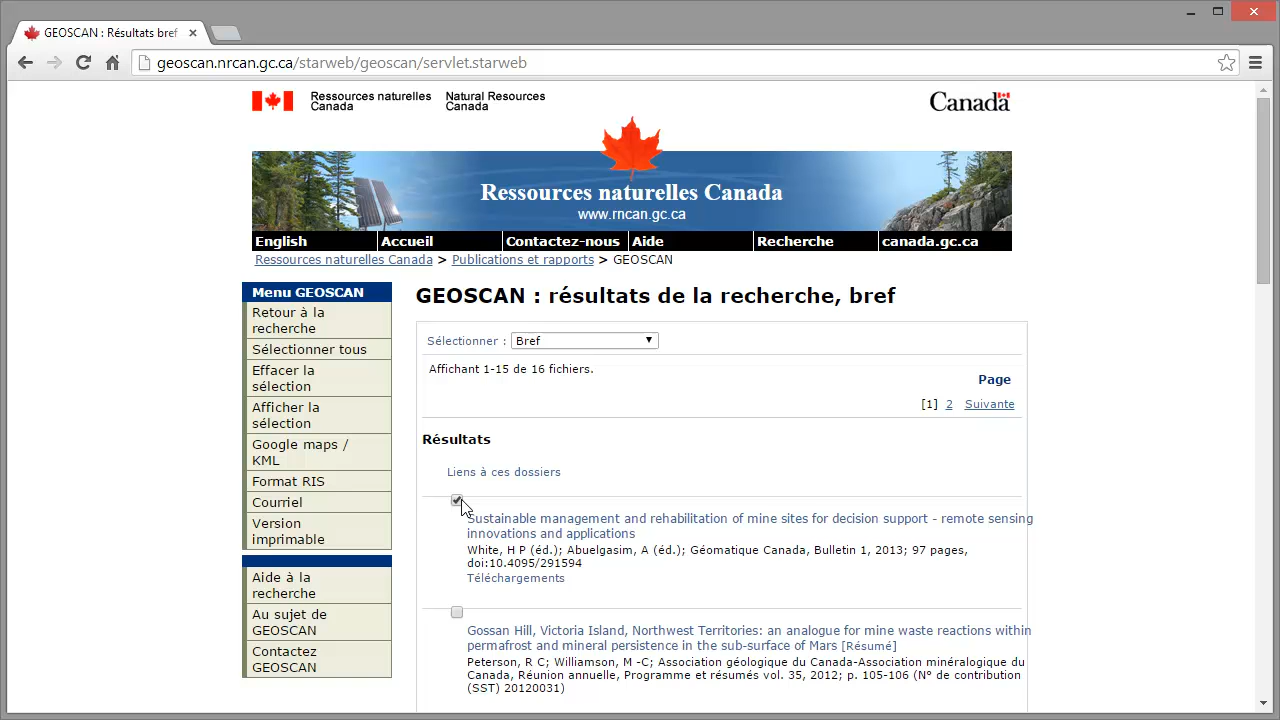 GEOSCAN : Résultats bref
geoscan.nrcan.gc.ca/starweb/geoscan/servlet.starweb
Ressources naturelles Canada
Natural Resources Canada
Canada
Ressources naturelles Canada
www.rncan.gc.ca
English Accueil Contactez-nous Aide Recherche canada.gc.ca
Ressources naturelles Canada > Publications et rapports > GEOSCAN
Menu GEOSCAN
Retour à la
recherche
Sélectionner tous
Effacer la
sélection
Afficher la
sélection
Google maps /
KML
Format RIS
Courriel
Version
imprimable
Aide à la
recherche
Au sujet de
GEOSCAN
Contactez
GEOSCAN
GEOSCAN : résultats de la recherche, bref
Sélectionner : Bref
Affichant 1-15 de 16 fichiers.
Page
[1] 2 Suivante
Résultats
Liens à ces dossiers
Sustainable management and rehabilitation of mine sites for decision support - remote sensing
innovations and applications
White, H P (éd.); Abuelgasim, A (éd.); Géomatique Canada, Bulletin 1, 2013; 97 pages,
doi:10.4095/291594
Téléchargements
Gossan Hill, Victoria Island, Northwest Territories: an analogue for mine waste reactions within
permafrost and mineral persistence in the sub-surface of Mars [Résumé]
Peterson, R C; Williamson, M -C; Association géologique du Canada-Association minéralogique du
Canada, Réunion annuelle, Programme et résumés vol. 35, 2012; p. 105-106 (N° de contribution
(SST) 20120031)